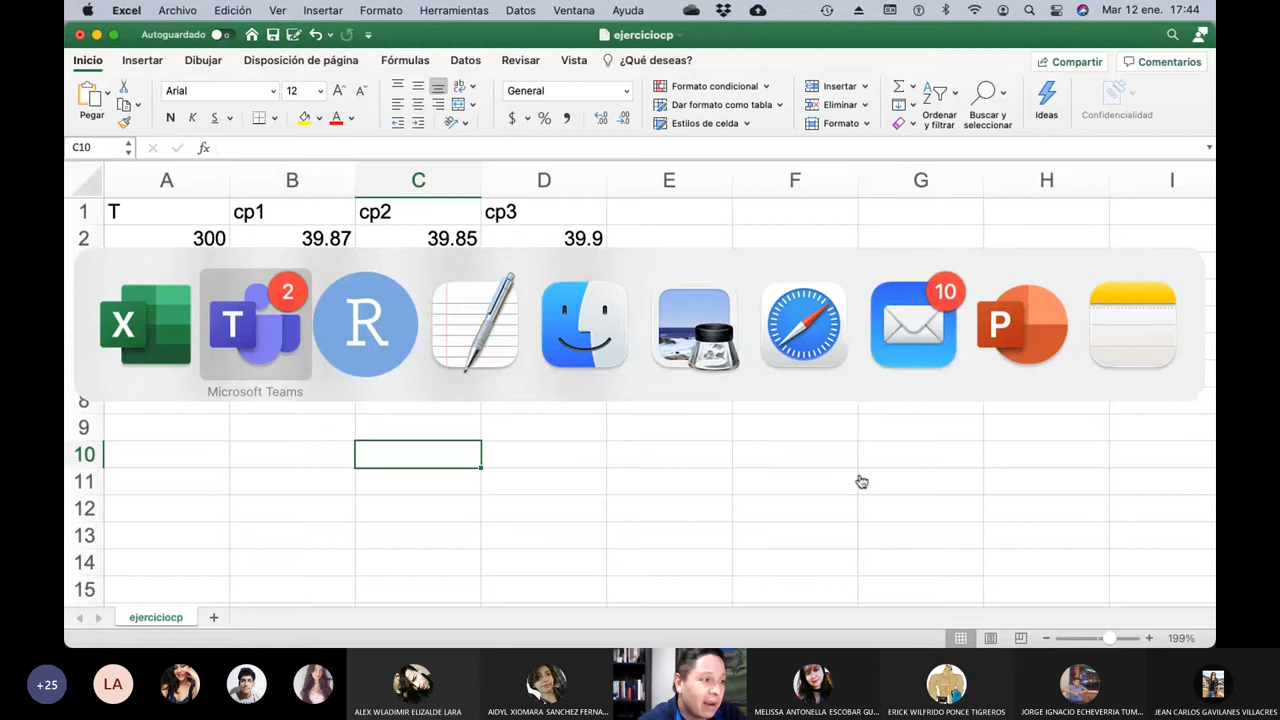 Excel Archivo Edición Ver Insertar Formato Herramientas Datos Ventana Ayuda Mar 12 ene. 17:44
Autoguardado ejerciciocp
Inicio Insertar Dibujar Disposición de página Fórmulas Datos Revisar Vista ¿Qué deseas? Compartir Comentarios
Pegar Arial 12 General Formato condicional Insertar
N K S A $ % Dar formato como tabla Eliminar Ordenar y filtrar Buscar y seleccionar Ideas Confidencialidad
Estilos de celda Formato
C10 fx
A B C D E F G H I
1 T cp1 cp2 cp3
2 300 39.87 39.85 39.9
X T 2 R 10 P
Microsoft Teams
8
9
10
11
12
13
14
15
ejerciciocp
199%
+25 LA
ALEX WLADIMIR ELIZALDE LARA AIDYL XIOMARA SANCHEZ FERNA... MELISSA ANTONELLA ESCOBAR GU... ERICK WILFRIDO PONCE TIGREROS JORGE IGNACIO ECHEVERRIA TUM... JEAN CARLOS GAVILANES VILLACRES